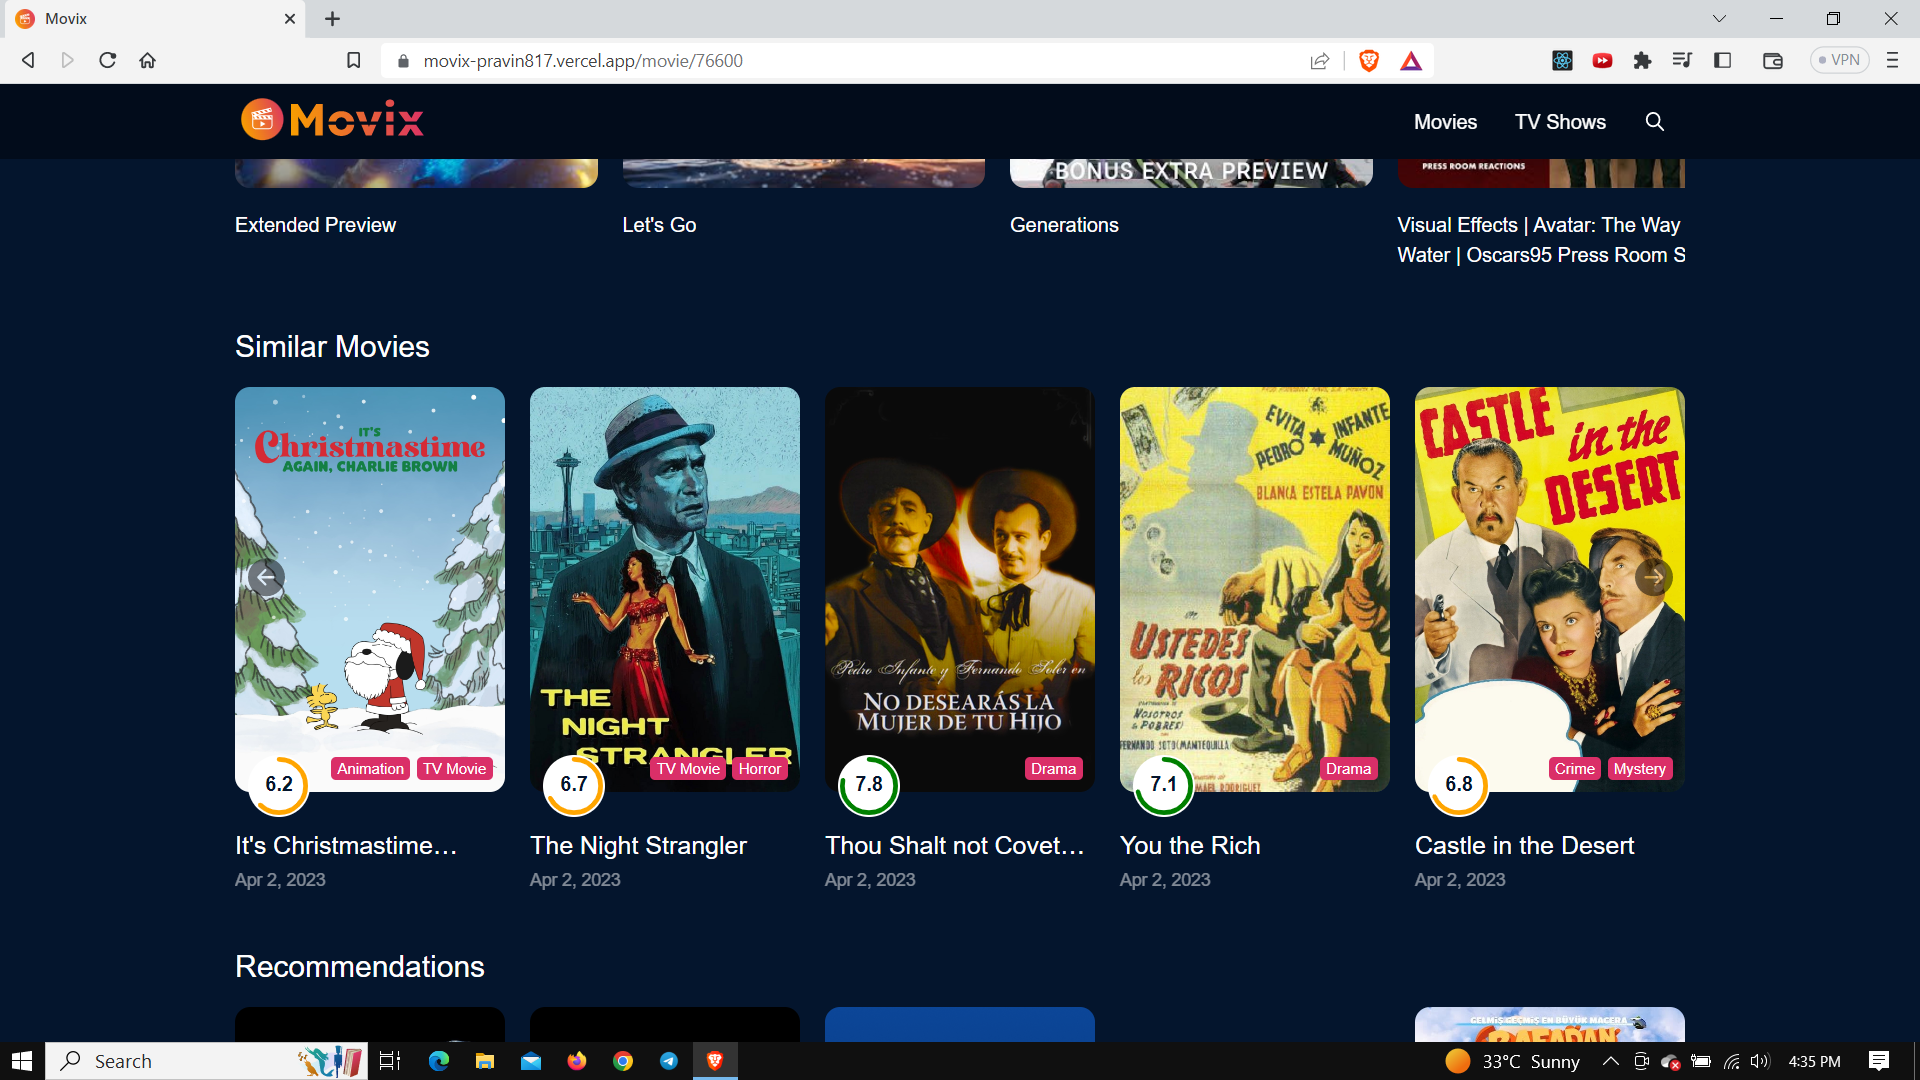 Movix
movix-pravin817.vercel.app/movie/76600
VPN
Movix
Movies
TV Shows
BONUS EXTRA PREVIEW
PRESS ROOM REACTIONS
Extended Preview
Let's Go
Generations
Visual Effects | Avatar: The Way
Water | Oscars95 Press Room S
Similar Movies
IT'S
Christmastime
AGAIN, CHARLIE BROWN
6.2
Animation
TV Movie
It's Christmastime…
Apr 2, 2023
THE
NIGHT
STRANGLER
6.7
TV Movie
Horror
The Night Strangler
Apr 2, 2023
Pedro Infante y Fernando Soler en
NO DESEARÁS LA
MUJER DE TU HIJO
7.8
Drama
Thou Shalt not Covet…
Apr 2, 2023
EVITA INFANTE
PEDRO MUÑOZ
BLANCA ESTELA PAVON
USTEDES
los RICOS
NOSOTROS
POBRES
FERNANDO SOTO (MANTEQUILLA)
7.1
Drama
You the Rich
Apr 2, 2023
CASTLE
in the
DESERT
6.8
Crime
Mystery
Castle in the Desert
Apr 2, 2023
Recommendations
GELMİŞ GEÇMİŞ EN BÜYÜK MACERA
RAFADAN
Search
33°C Sunny
4:35 PM